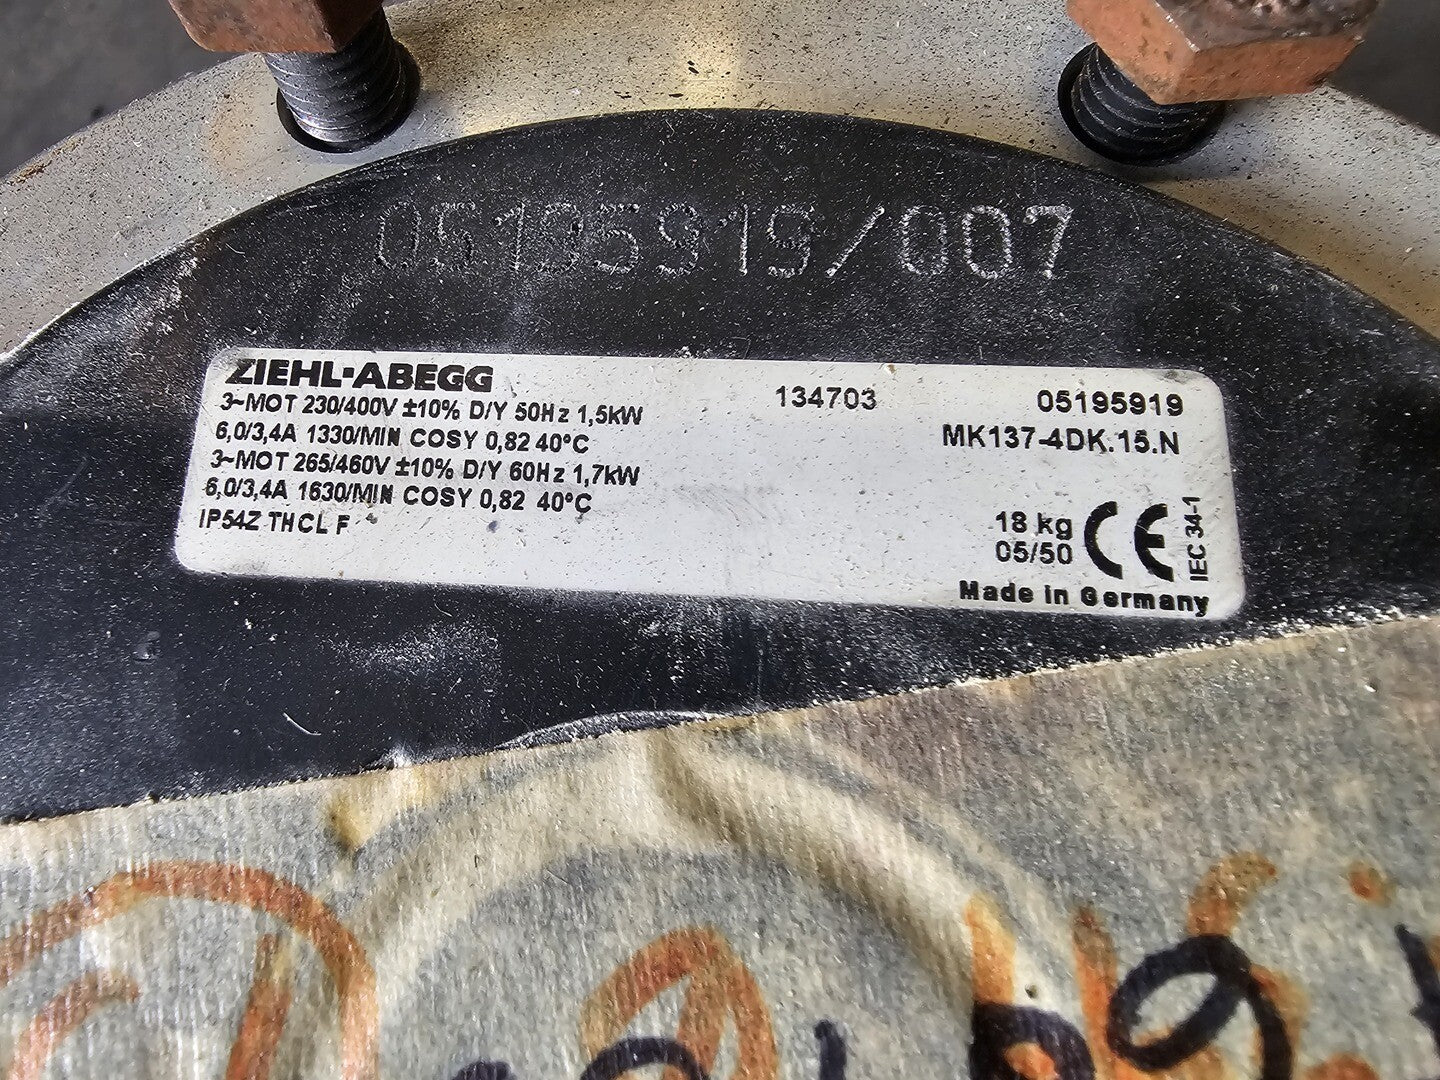 05195919/007
ZIEHL-ABEGG
3~MOT 230/400V ±10% D/Y 50Hz 1,5kW
6,0/3,4A 1330/MIN COSY 0,82 40°C
3~MOT 265/460V ±10% D/Y 60Hz 1,7kW
6,0/3,4A 1630/MIN COSY 0,82 40°C
IP54Z THCL F
134703
05195919
MK137-4DK.15.N
18 kg
05/50
CE
IEC 34-1
Made in Germany